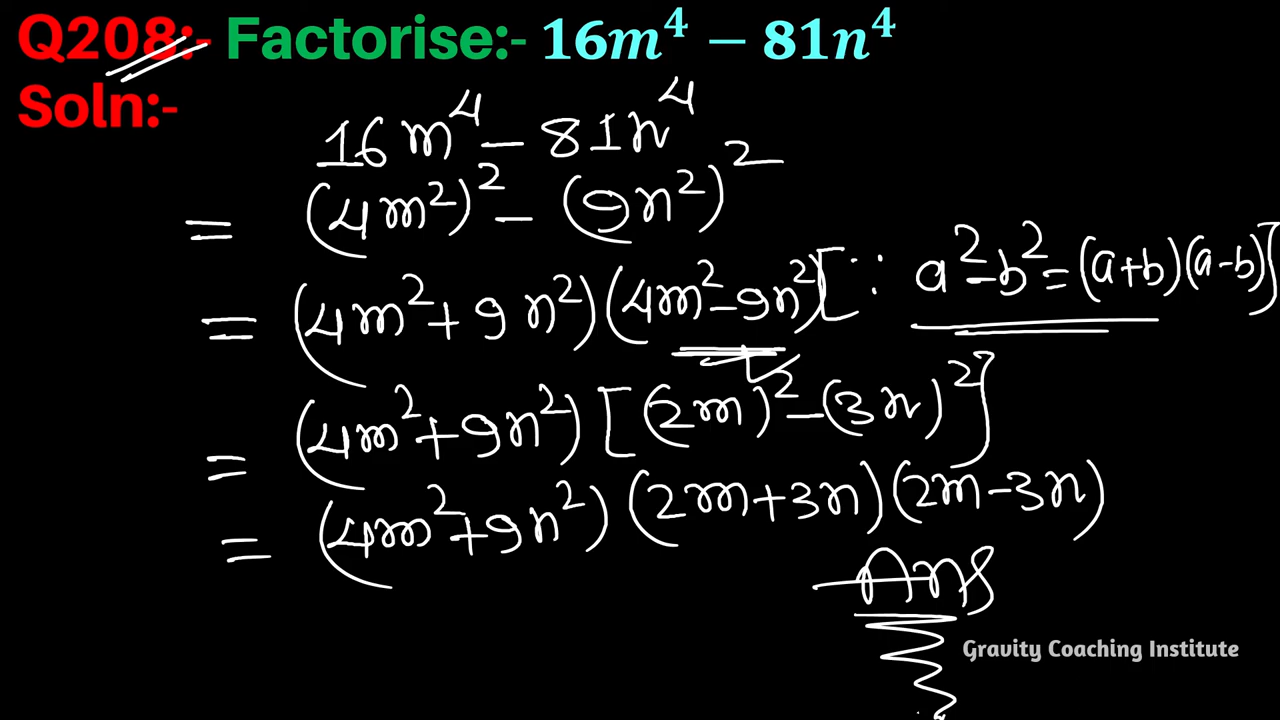 Q208:- Factorise:- 16m⁴ − 81n⁴
Soln:-
16m⁴ − 81n⁴
= (4m²)² − (9n²)²
= (4m² + 9n²)(4m² − 9n²) [∵ a² − b² = (a+b)(a−b)]
= (4m² + 9n²) [(2m)² − (3n)²]
= (4m² + 9n²) (2m + 3n) (2m − 3n)
Ans
Gravity Coaching Institute